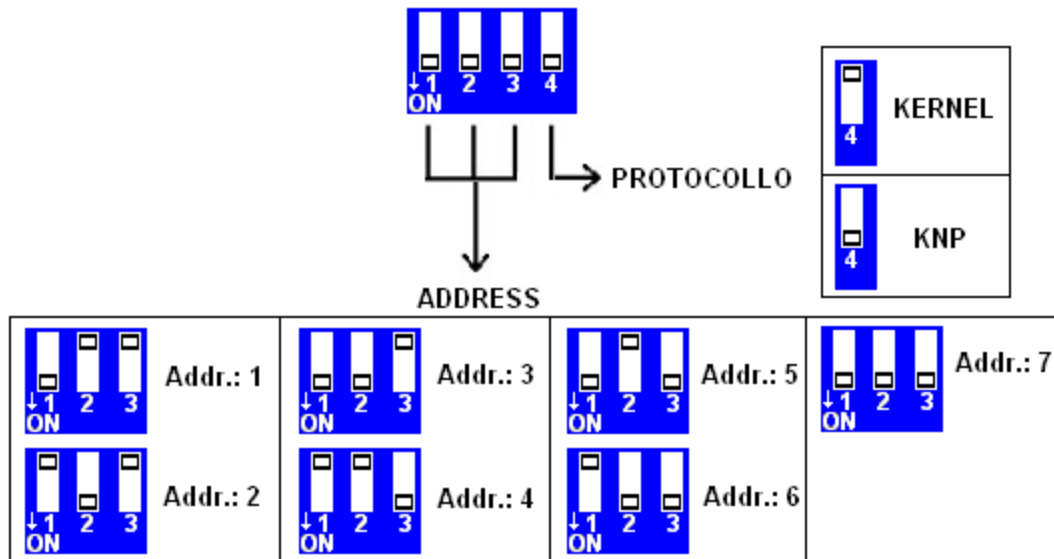 ↓1 2 3 4
ON
4
KERNEL
PROTOCOLLO
4
KNP
ADDRESS
↓1 2 3
ON
Addr.: 1
↓1 2 3
ON
Addr.: 3
↓1 2 3
ON
Addr.: 5
↓1 2 3
ON
Addr.: 7
↓1 2 3
ON
Addr.: 2
↓1 2 3
ON
Addr.: 4
↓1 2 3
ON
Addr.: 6